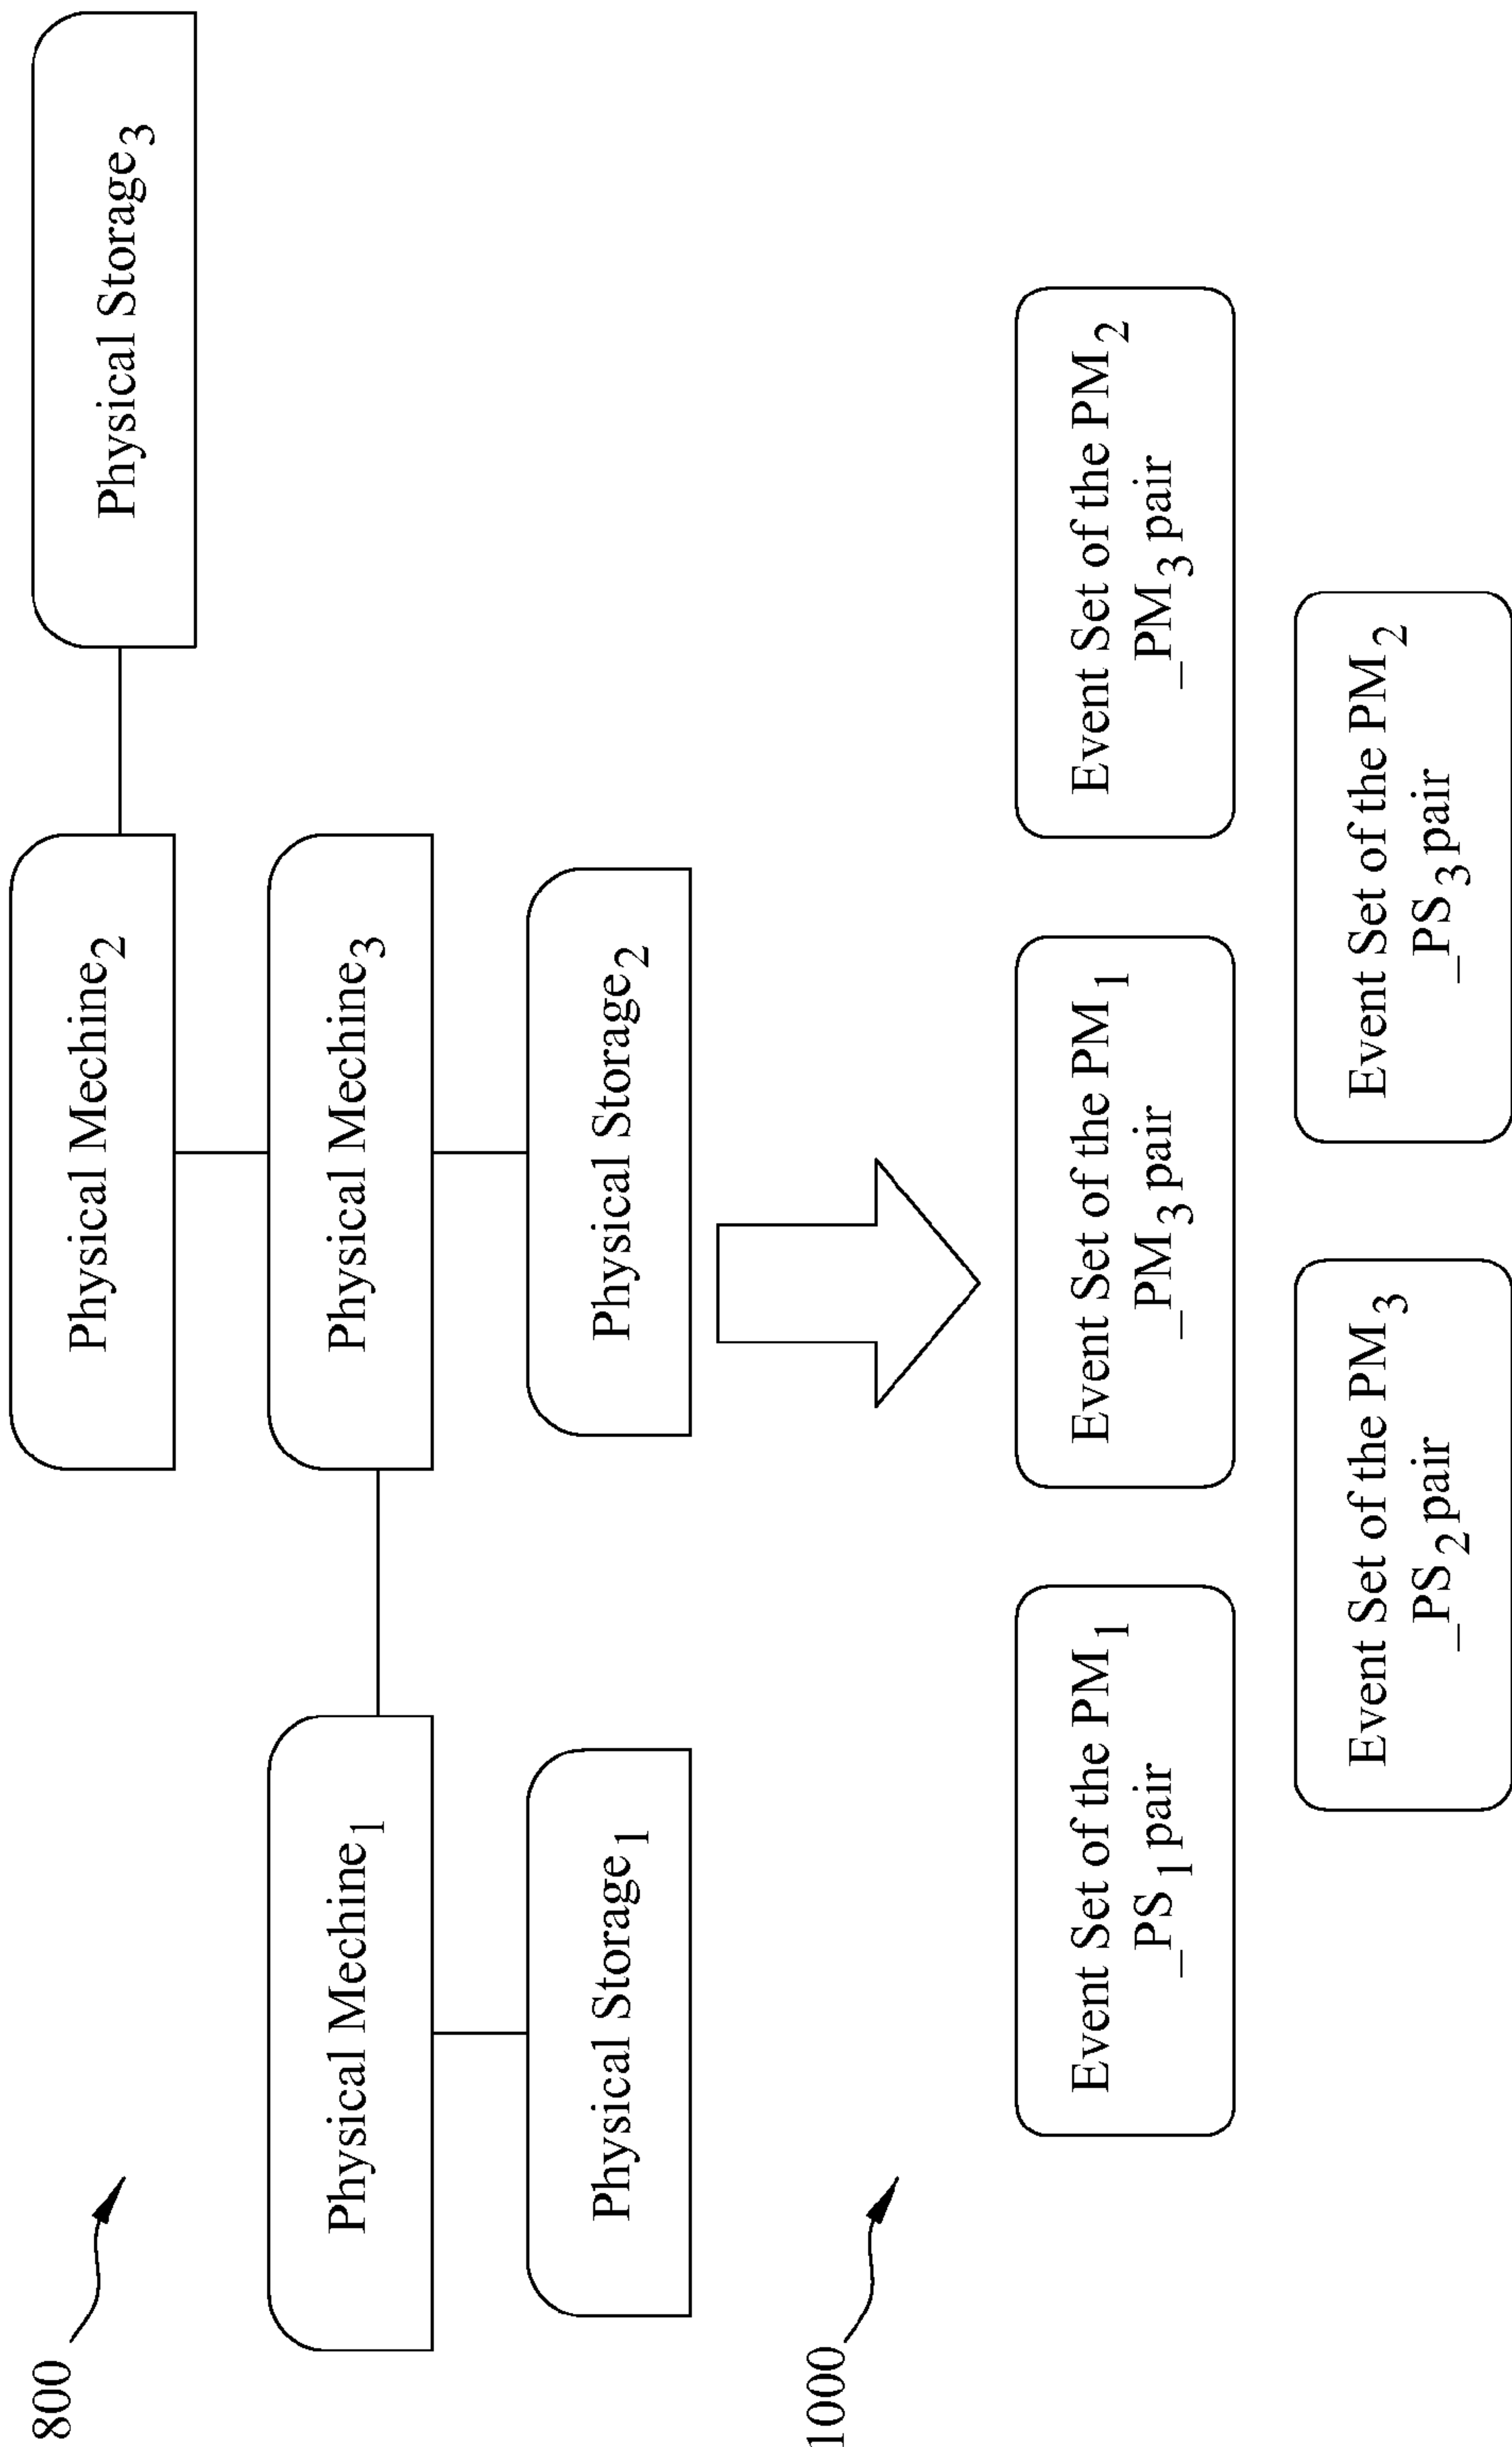 800
Physical Mechine₂
Physical Storage₃
Physical Mechine₁
Physical Mechine₃
Physical Storage₁
Physical Storage₂
1000
Event Set of the PM₁
_PS₁ pair
Event Set of the PM₁
_PM₃ pair
Event Set of the PM₂
_PM₃ pair
Event Set of the PM₃
_PS₂ pair
Event Set of the PM₂
_PS₃ pair